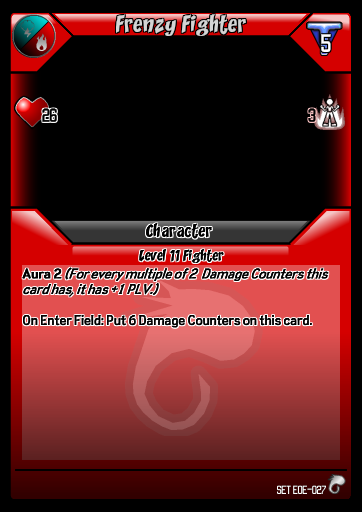 Frenzy Fighter
5
26
3
Character
Level 11 Fighter
Aura 2 (For every multiple of 2 Damage Counters this
card has, it has +1 PLV.)
On Enter Field: Put 6 Damage Counters on this card.
SET EOE-027